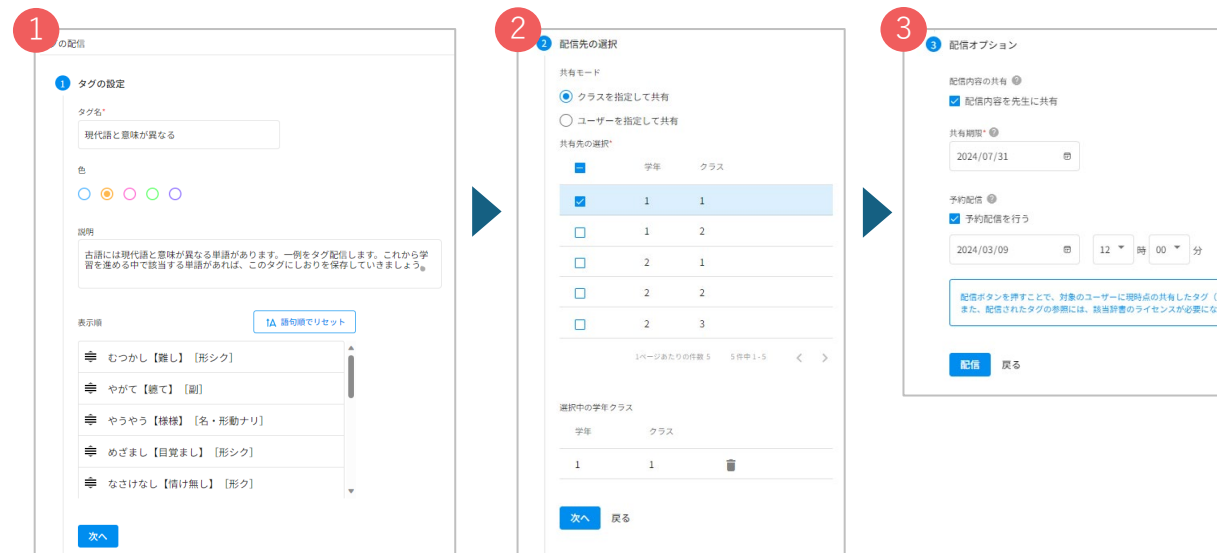 1
の配信
1 タグの設定
タグ名*
現代語と意味が異なる
色
説明
古語には現代語と意味が異なる単語があります。一例をタグ配信します。これから学
習を進める中で該当する単語があれば、このタグにしおりを保存していきましょう。
表示順
語句順でリセット
むつかし【難し】［形シク］
やがて【軈て】［副］
やうやう【様様】［名・形動ナリ］
めざまし【目覚まし】［形シク］
なさけなし【情け無し】［形ク］
次へ
2
2 配信先の選択
共有モード
クラスを指定して共有
ユーザーを指定して共有
共有先の選択*
学年 クラス
1 1
1 2
2 1
2 2
2 3
1ページあたりの件数 5 5 件中 1 - 5
選択中の学年クラス
学年 クラス
1 1
次へ 戻る
3
3 配信オプション
配信内容の共有
配信内容を先生に共有
共有期限*
2024/07/31
予約配信
予約配信を行う
2024/03/09 12 時 00 分
配信ボタンを押すことで、対象のユーザーに現時点の共有したタグ（
また、配信されたタグの参照には、該当辞書のライセンスが必要にな
配信 戻る